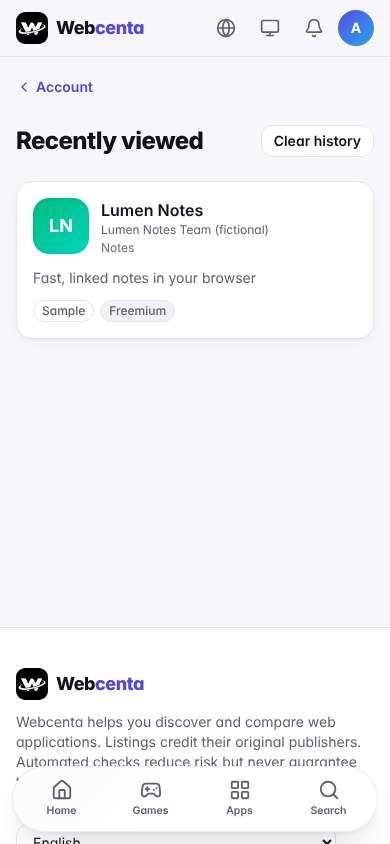 Webcenta
A
Account
Recently viewed
Clear history
LN
Lumen Notes
Lumen Notes Team (fictional)
Notes
Fast, linked notes in your browser
Sample
Freemium
Webcenta
Webcenta helps you discover and compare web
applications. Listings credit their original publishers.
Automated checks reduce risk but never guarantee
Home
Games
Apps
Search
English